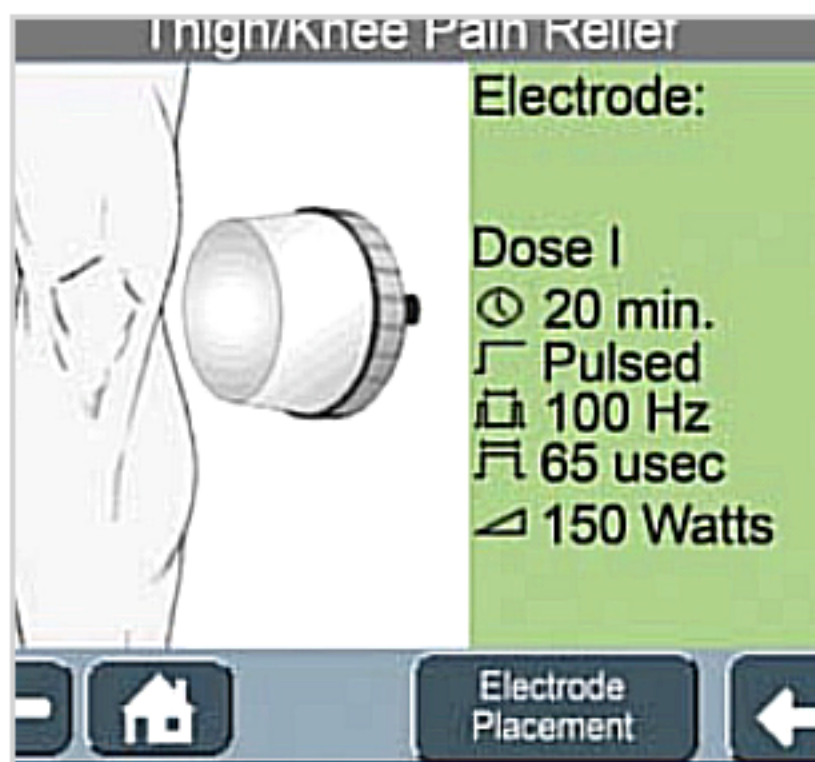 Thigh/Knee Pain Relief
Electrode:
Dose I
20 min.
Pulsed
100 Hz
65 usec
150 Watts
Electrode
Placement